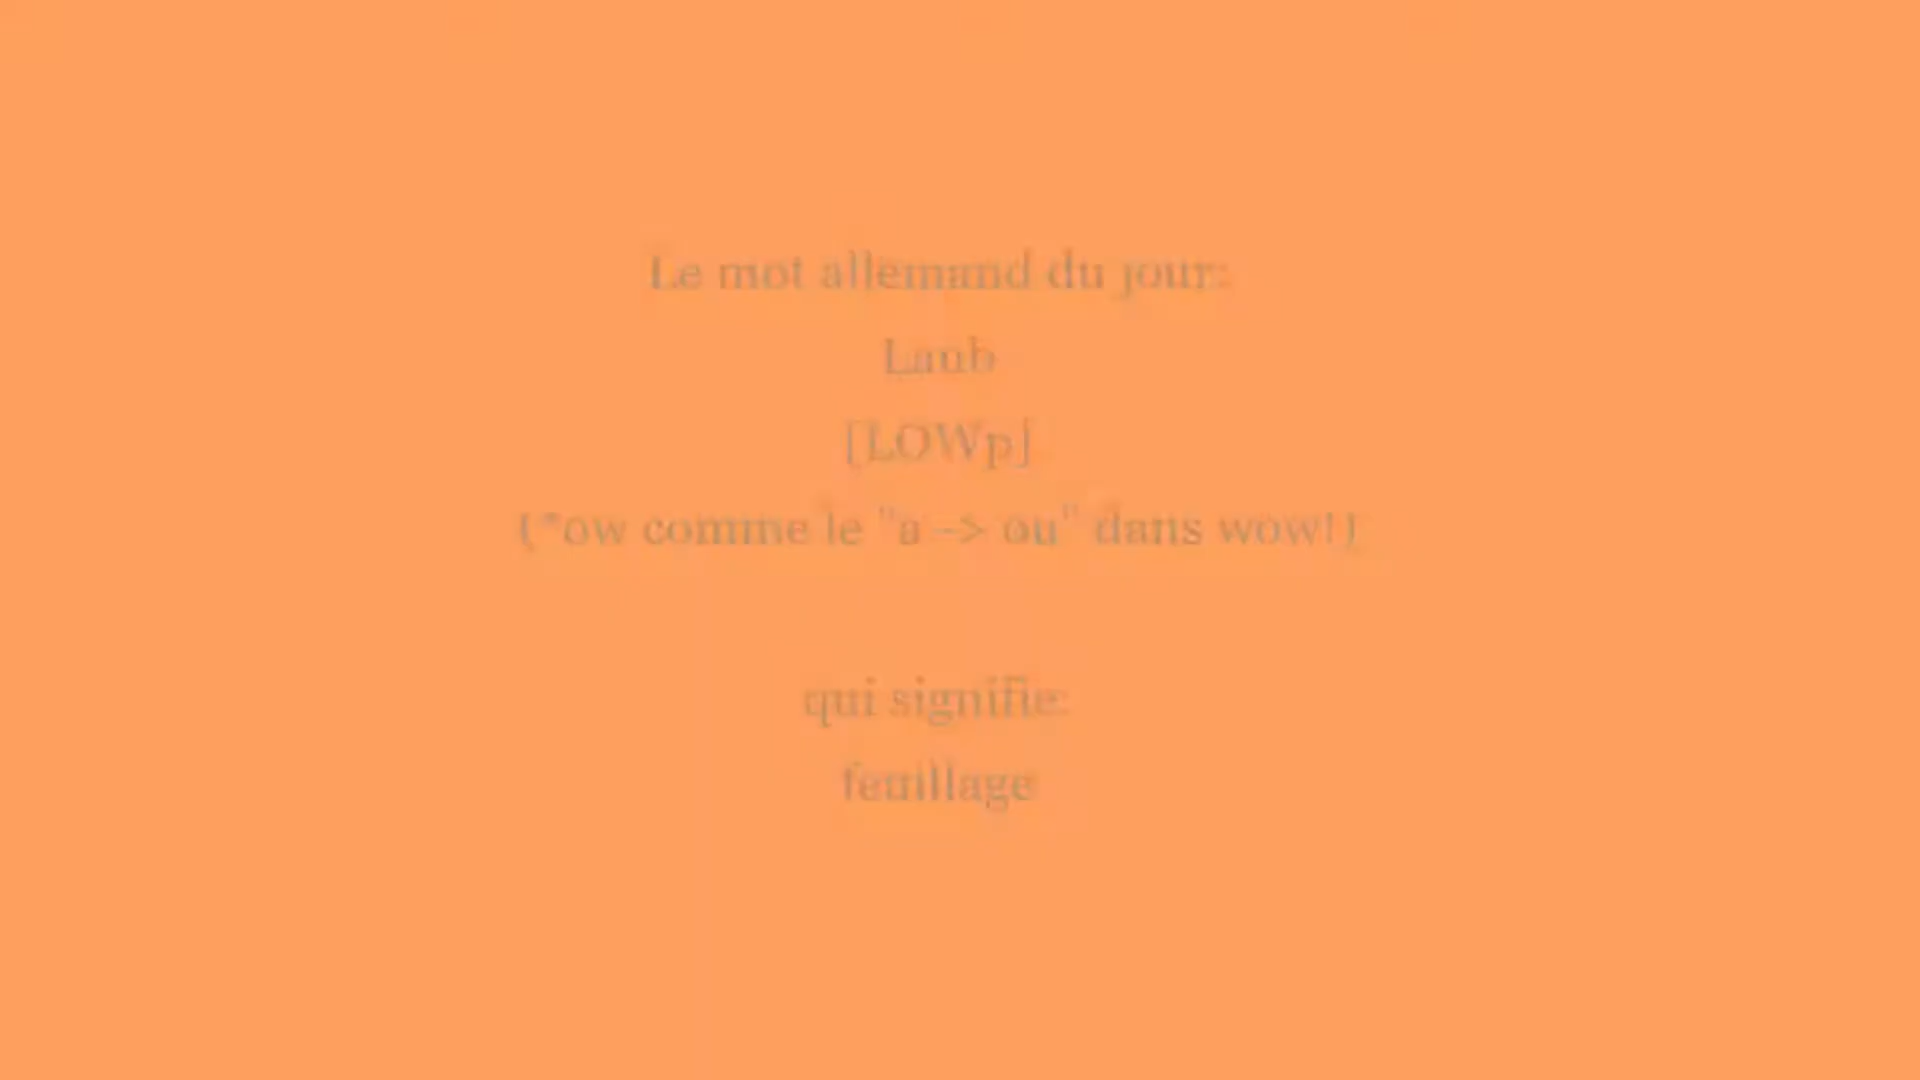 Le mot allemand du jour:
Laub
[LOWp]
(*ow comme le "a -> ou" dans wow!)
qui signifie:
feuillage